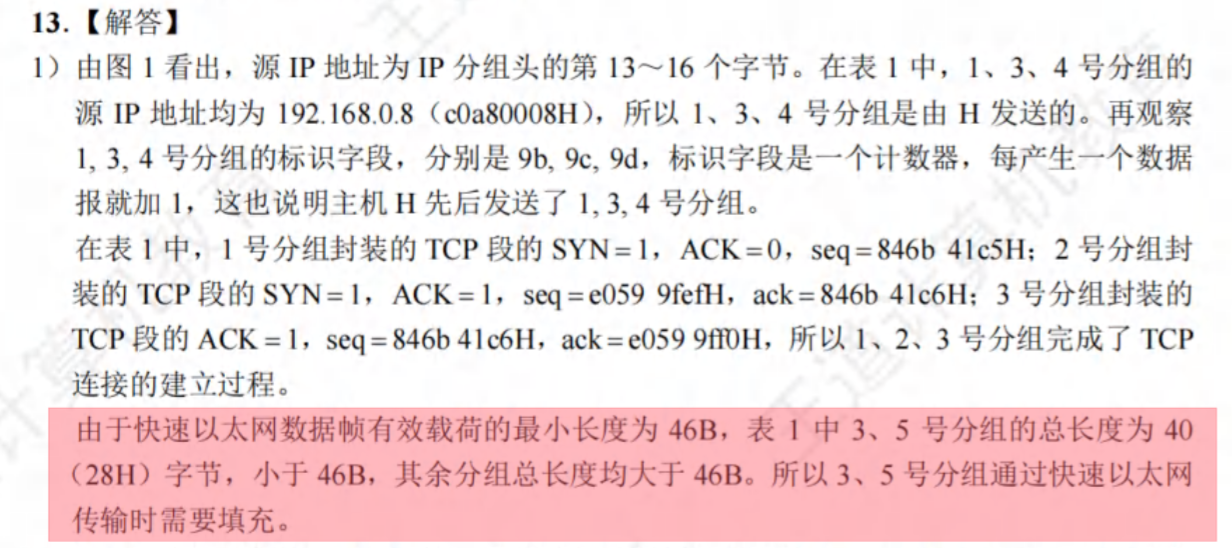 13.【解答】
1）由图 1 看出，源 IP 地址为 IP 分组头的第 13～16 个字节。在表 1 中，1、3、4 号分组的
源 IP 地址均为 192.168.0.8（c0a80008H），所以 1、3、4 号分组是由 H 发送的。再观察
1, 3, 4 号分组的标识字段，分别是 9b, 9c, 9d，标识字段是一个计数器，每产生一个数据
报就加 1，这也说明主机 H 先后发送了 1, 3, 4 号分组。
在表 1 中，1 号分组封装的 TCP 段的 SYN = 1，ACK = 0，seq = 846b 41c5H；2 号分组封
装的 TCP 段的 SYN = 1，ACK = 1，seq = e059 9fefH，ack = 846b 41c6H；3 号分组封装的
TCP 段的 ACK = 1，seq = 846b 41c6H，ack = e059 9ff0H，所以 1、2、3 号分组完成了 TCP
连接的建立过程。
由于快速以太网数据帧有效载荷的最小长度为 46B，表 1 中 3、5 号分组的总长度为 40
（28H）字节，小于 46B，其余分组总长度均大于 46B。所以 3、5 号分组通过快速以太网
传输时需要填充。